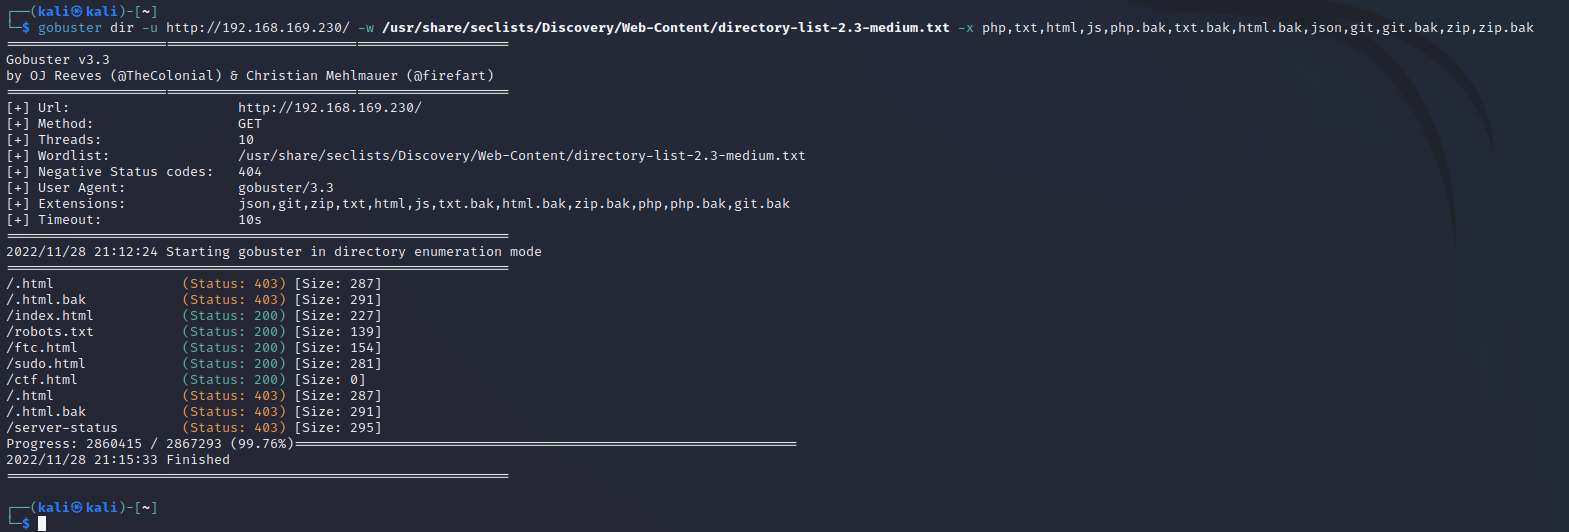 ┌──(kali㉿kali)-[~]
└─$ gobuster dir -u http://192.168.169.230/ -w /usr/share/seclists/Discovery/Web-Content/directory-list-2.3-medium.txt -x php,txt,html,js,php.bak,txt.bak,html.bak,json,git,git.bak,zip,zip.bak
===============================================================
Gobuster v3.3
by OJ Reeves (@TheColonial) & Christian Mehlmauer (@firefart)
===============================================================
[+] Url:                     http://192.168.169.230/
[+] Method:                  GET
[+] Threads:                 10
[+] Wordlist:                /usr/share/seclists/Discovery/Web-Content/directory-list-2.3-medium.txt
[+] Negative Status codes:   404
[+] User Agent:              gobuster/3.3
[+] Extensions:              json,git,zip,txt,html,js,txt.bak,html.bak,zip.bak,php,php.bak,git.bak
[+] Timeout:                 10s
===============================================================
2022/11/28 21:12:24 Starting gobuster in directory enumeration mode
===============================================================
/.html                (Status: 403) [Size: 287]
/.html.bak            (Status: 403) [Size: 291]
/index.html           (Status: 200) [Size: 227]
/robots.txt           (Status: 200) [Size: 139]
/ftc.html             (Status: 200) [Size: 154]
/sudo.html            (Status: 200) [Size: 281]
/ctf.html             (Status: 200) [Size: 0]
/.html                (Status: 403) [Size: 287]
/.html.bak            (Status: 403) [Size: 291]
/server-status        (Status: 403) [Size: 295]
Progress: 2860415 / 2867293 (99.76%)===============================================================
2022/11/28 21:15:33 Finished
===============================================================
┌──(kali㉿kali)-[~]
└─$